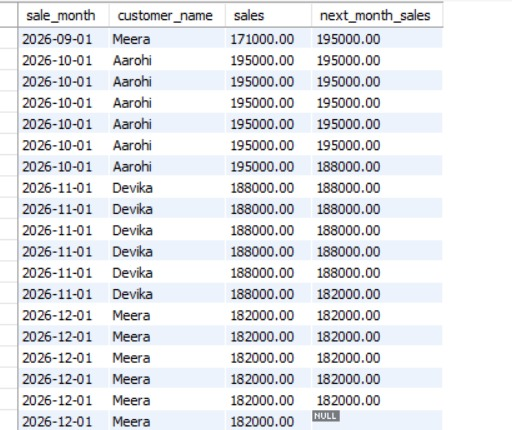 sale_month customer_name sales next_month_sales
2026-09-01 Meera 171000.00 195000.00
2026-10-01 Aarohi 195000.00 195000.00
2026-10-01 Aarohi 195000.00 195000.00
2026-10-01 Aarohi 195000.00 195000.00
2026-10-01 Aarohi 195000.00 195000.00
2026-10-01 Aarohi 195000.00 195000.00
2026-10-01 Aarohi 195000.00 188000.00
2026-11-01 Devika 188000.00 188000.00
2026-11-01 Devika 188000.00 188000.00
2026-11-01 Devika 188000.00 188000.00
2026-11-01 Devika 188000.00 188000.00
2026-11-01 Devika 188000.00 188000.00
2026-11-01 Devika 188000.00 182000.00
2026-12-01 Meera 182000.00 182000.00
2026-12-01 Meera 182000.00 182000.00
2026-12-01 Meera 182000.00 182000.00
2026-12-01 Meera 182000.00 182000.00
2026-12-01 Meera 182000.00 182000.00
2026-12-01 Meera 182000.00 NULL